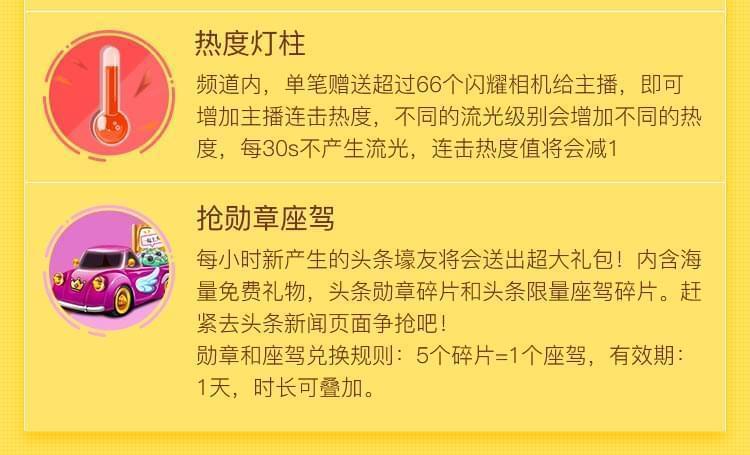 热度灯柱
频道内，单笔赠送超过66个闪耀相机给主播，即可
增加主播连击热度，不同的流光级别会增加不同的热
度，每30s不产生流光，连击热度值将会减1
抢勋章座驾
每小时新产生的头条壕友将会送出超大礼包！内含海
量免费礼物，头条勋章碎片和头条限量座驾碎片。赶
紧去头条新闻页面争抢吧！
勋章和座驾兑换规则：5个碎片=1个座驾，有效期：
1天，时长可叠加。